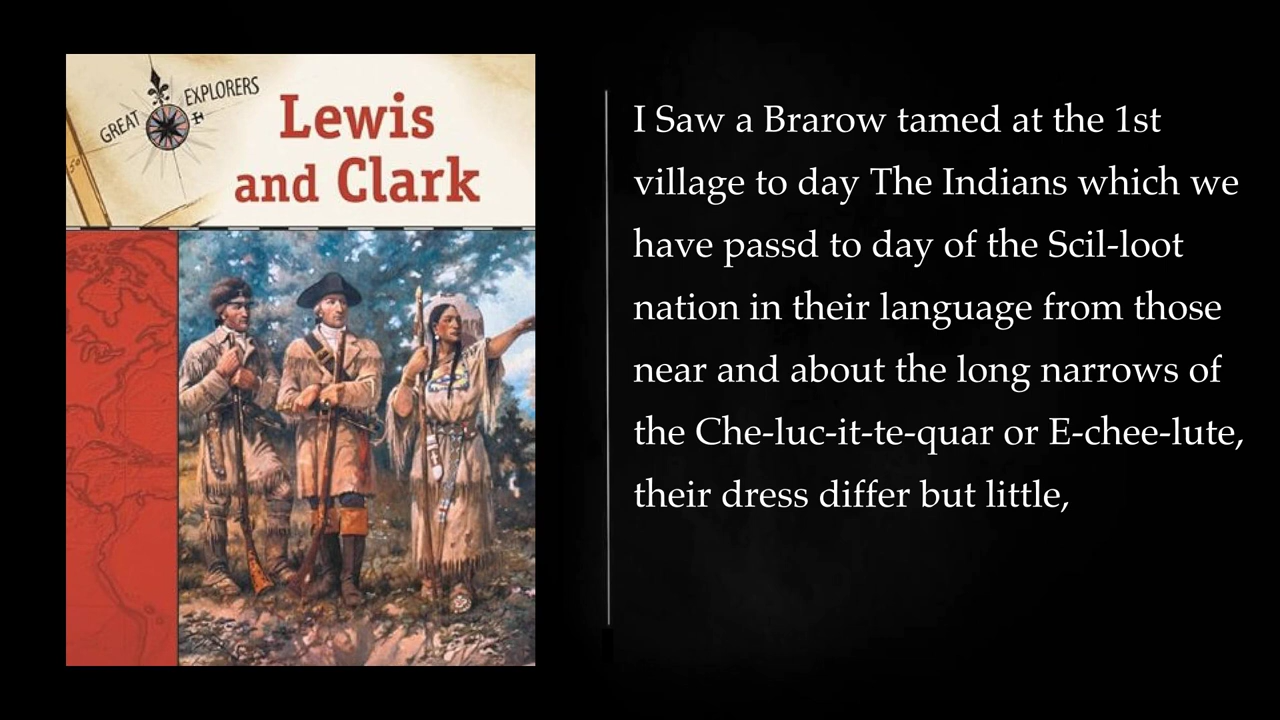 GREAT EXPLORERS
E
50
Lewis
and Clark
I Saw a Brarow tamed at the 1st
village to day The Indians which we
have passd to day of the Scil-loot
nation in their language from those
near and about the long narrows of
the Che-luc-it-te-quar or E-chee-lute,
their dress differ but little,